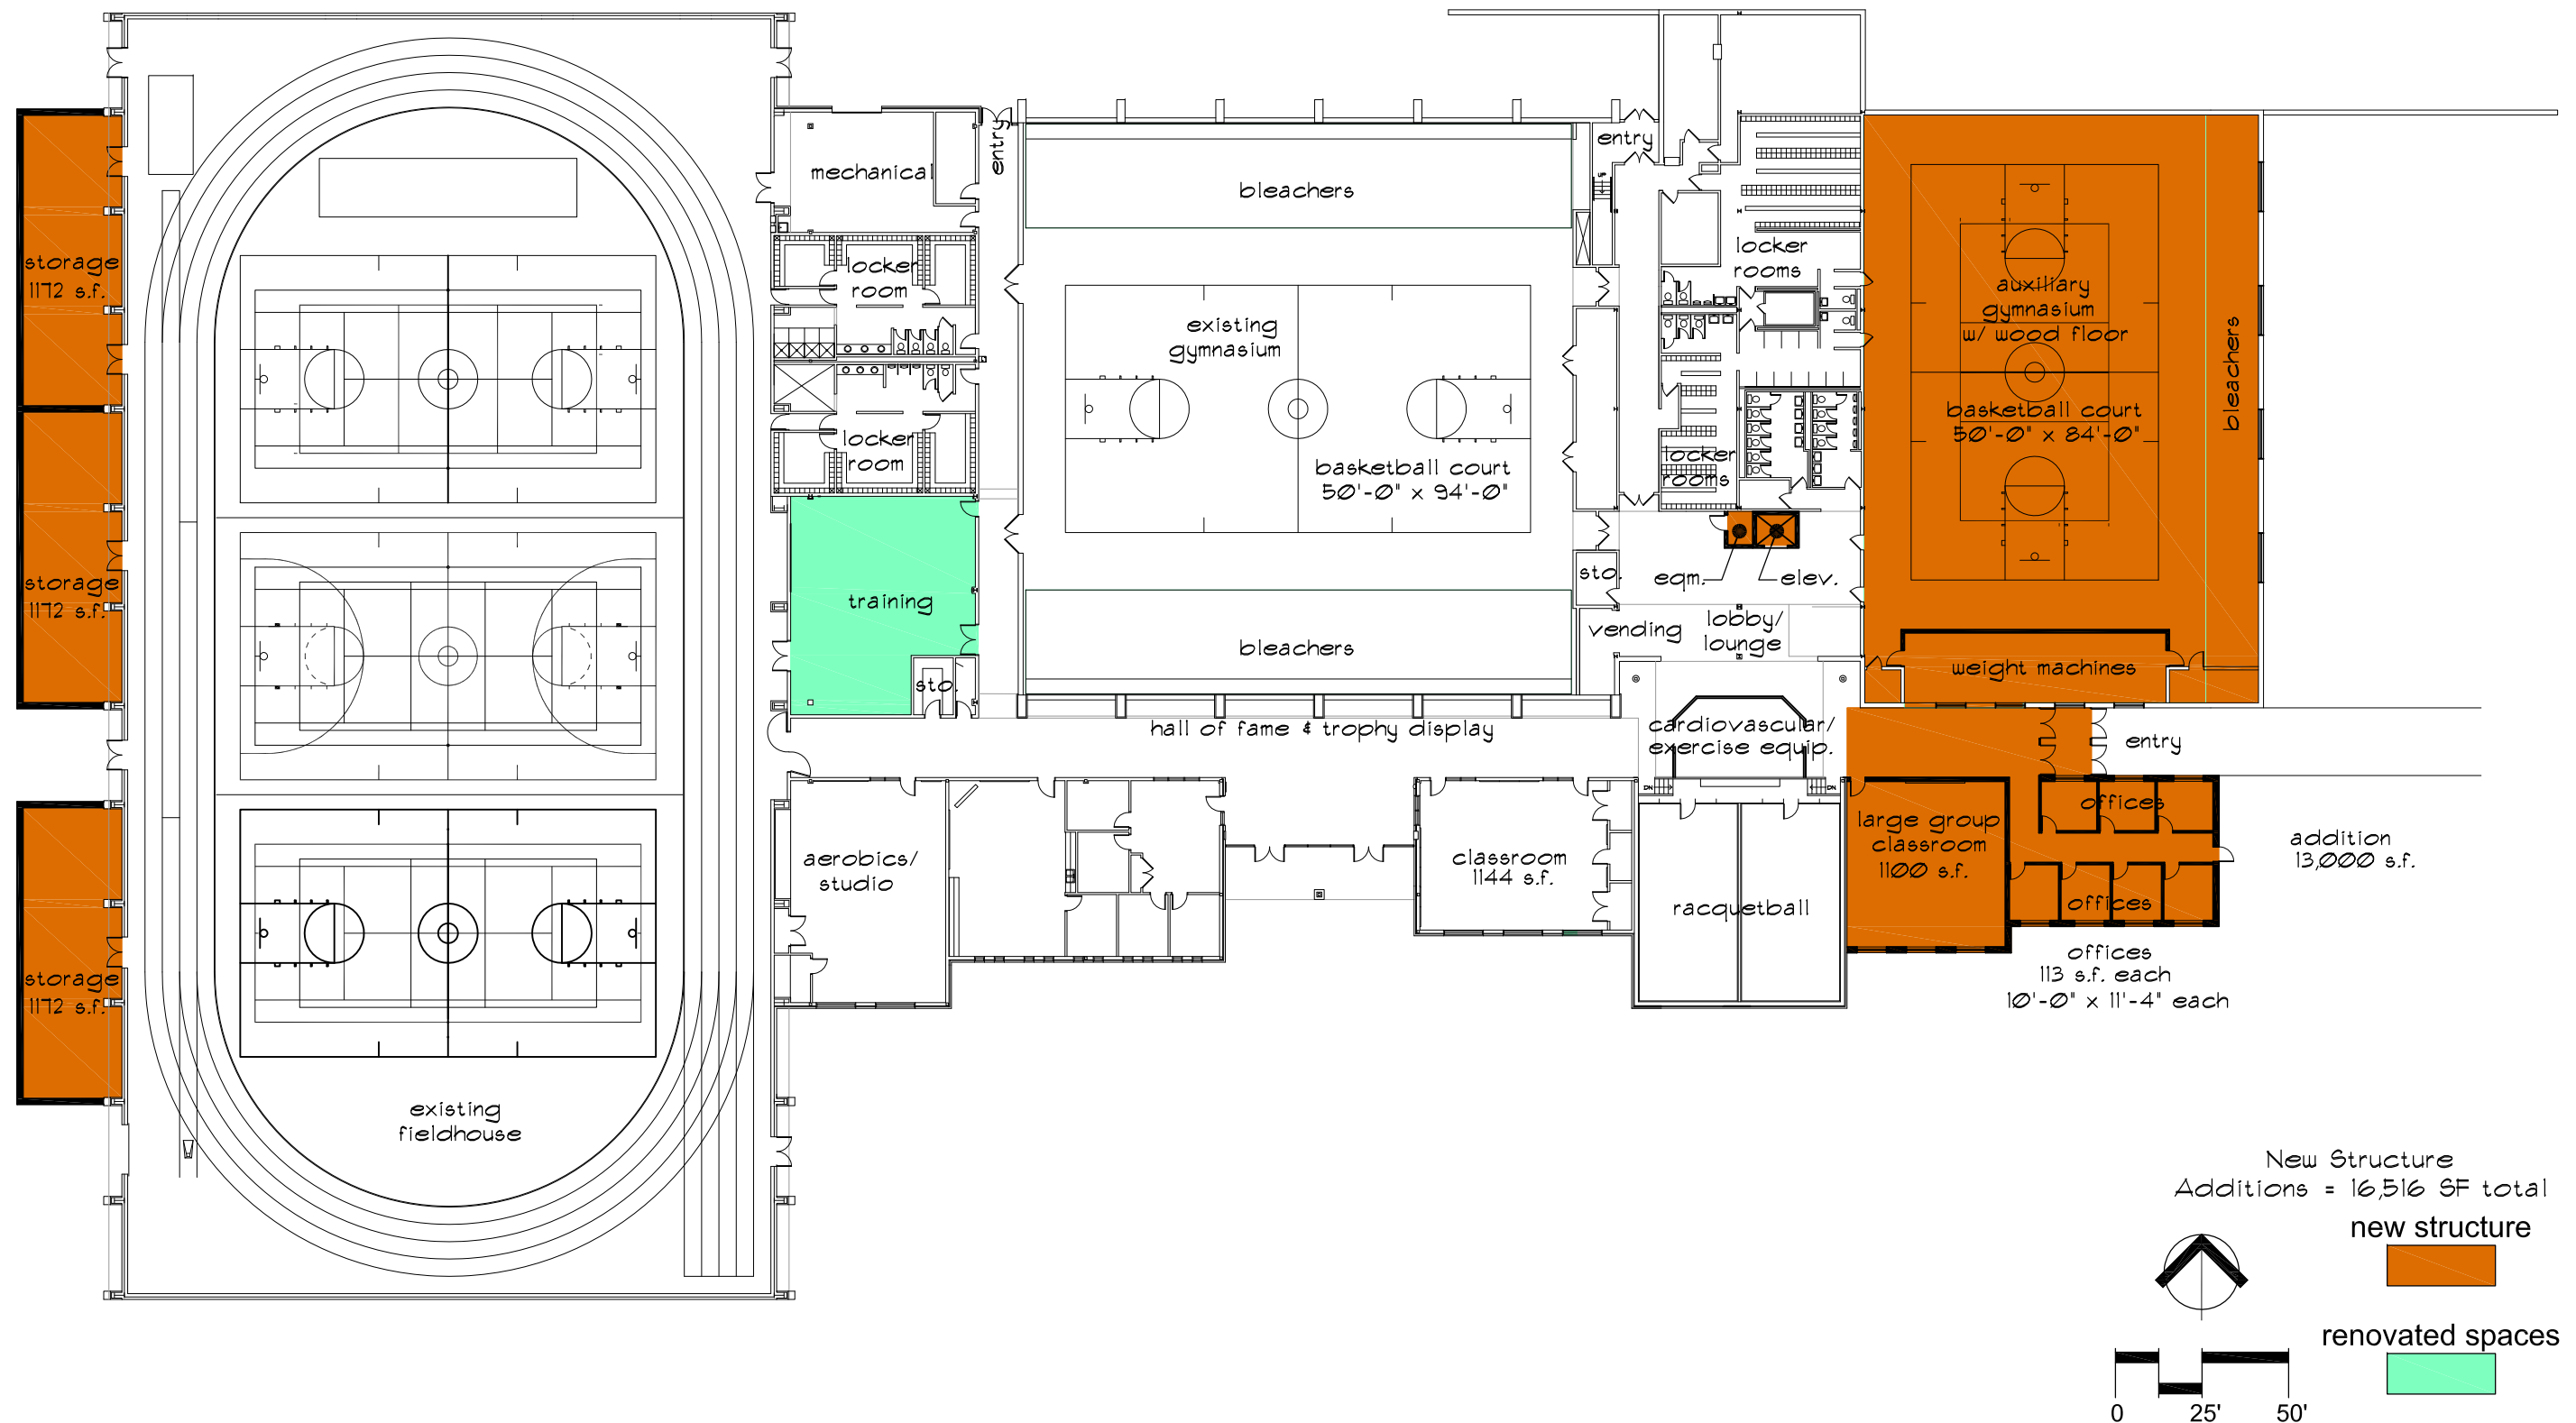 storage
1172 s.f.
storage
1172 s.f.
storage
1172 s.f.
existing
fieldhouse
mechanical
entry
locker
room
locker
room
training
sto.
aerobics/
studio
bleachers
existing
gymnasium
basketball court
50'-0" x 94'-0"
bleachers
hall of fame & trophy display
classroom
1144 s.f.
entry
UP
locker
rooms
locker
rooms
sto.
eqm.
elev.
vending
lobby/
lounge
cardiovascular/
exercise equip.
DN
DN
racquetball
auxiliary
gymnasium
w/ wood floor
basketball court
50'-0" x 84'-0"
bleachers
weight machines
entry
large group
classroom
1100 s.f.
offices
offices
offices
113 s.f. each
10'-0" x 11'-4" each
addition
13,000 s.f.
New Structure
Additions = 16,516 SF total
new structure
renovated spaces
0 25' 50'